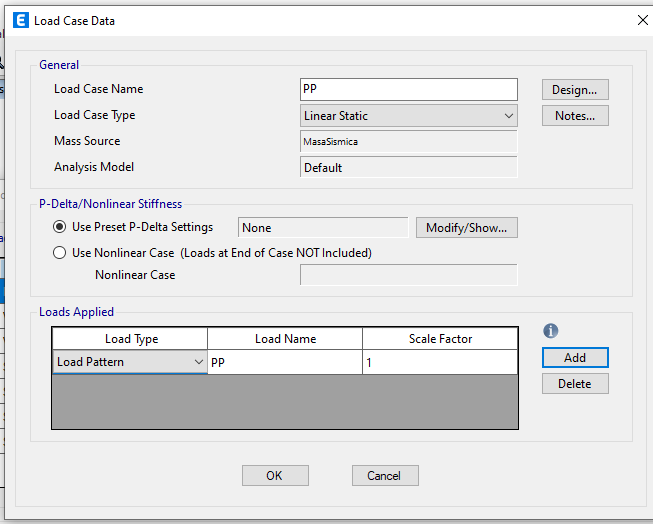 E Load Case Data
General
Load Case Name PP Design...
Load Case Type Linear Static Notes...
Mass Source MasaSismica
Analysis Model Default
P-Delta/Nonlinear Stiffness
Use Preset P-Delta Settings None Modify/Show...
Use Nonlinear Case (Loads at End of Case NOT Included)
Nonlinear Case
Loads Applied
Load Type Load Name Scale Factor
Load Pattern PP 1
Add
Delete
OK Cancel